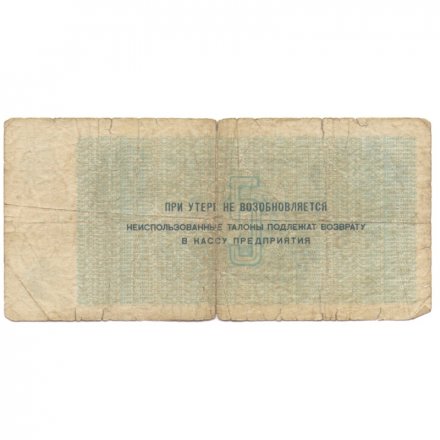 ПРИ УТЕРЕ НЕ ВОЗОБНОВЛЯЕТСЯ
НЕИСПОЛЬЗОВАННЫЕ ТАЛОНЫ ПОДЛЕЖАТ ВОЗВРАТУ
В КАССУ ПРЕДПРИЯТИЯ